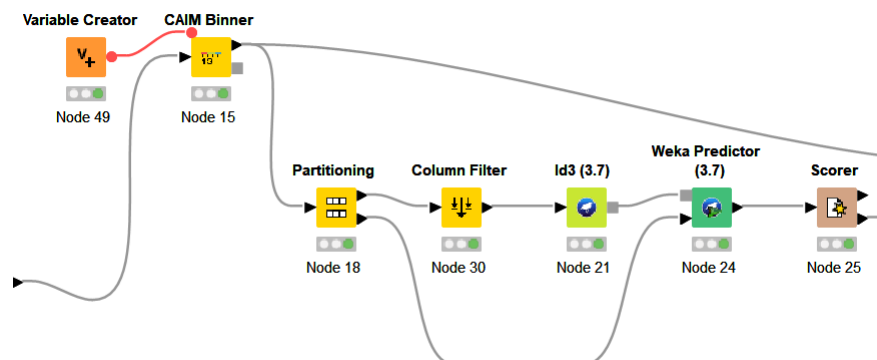 Variable Creator
CAIM Binner
V+
Node 49
Node 15
Partitioning
Column Filter
Id3 (3.7)
Weka Predictor
(3.7)
Scorer
Node 18
Node 30
Node 21
Node 24
Node 25